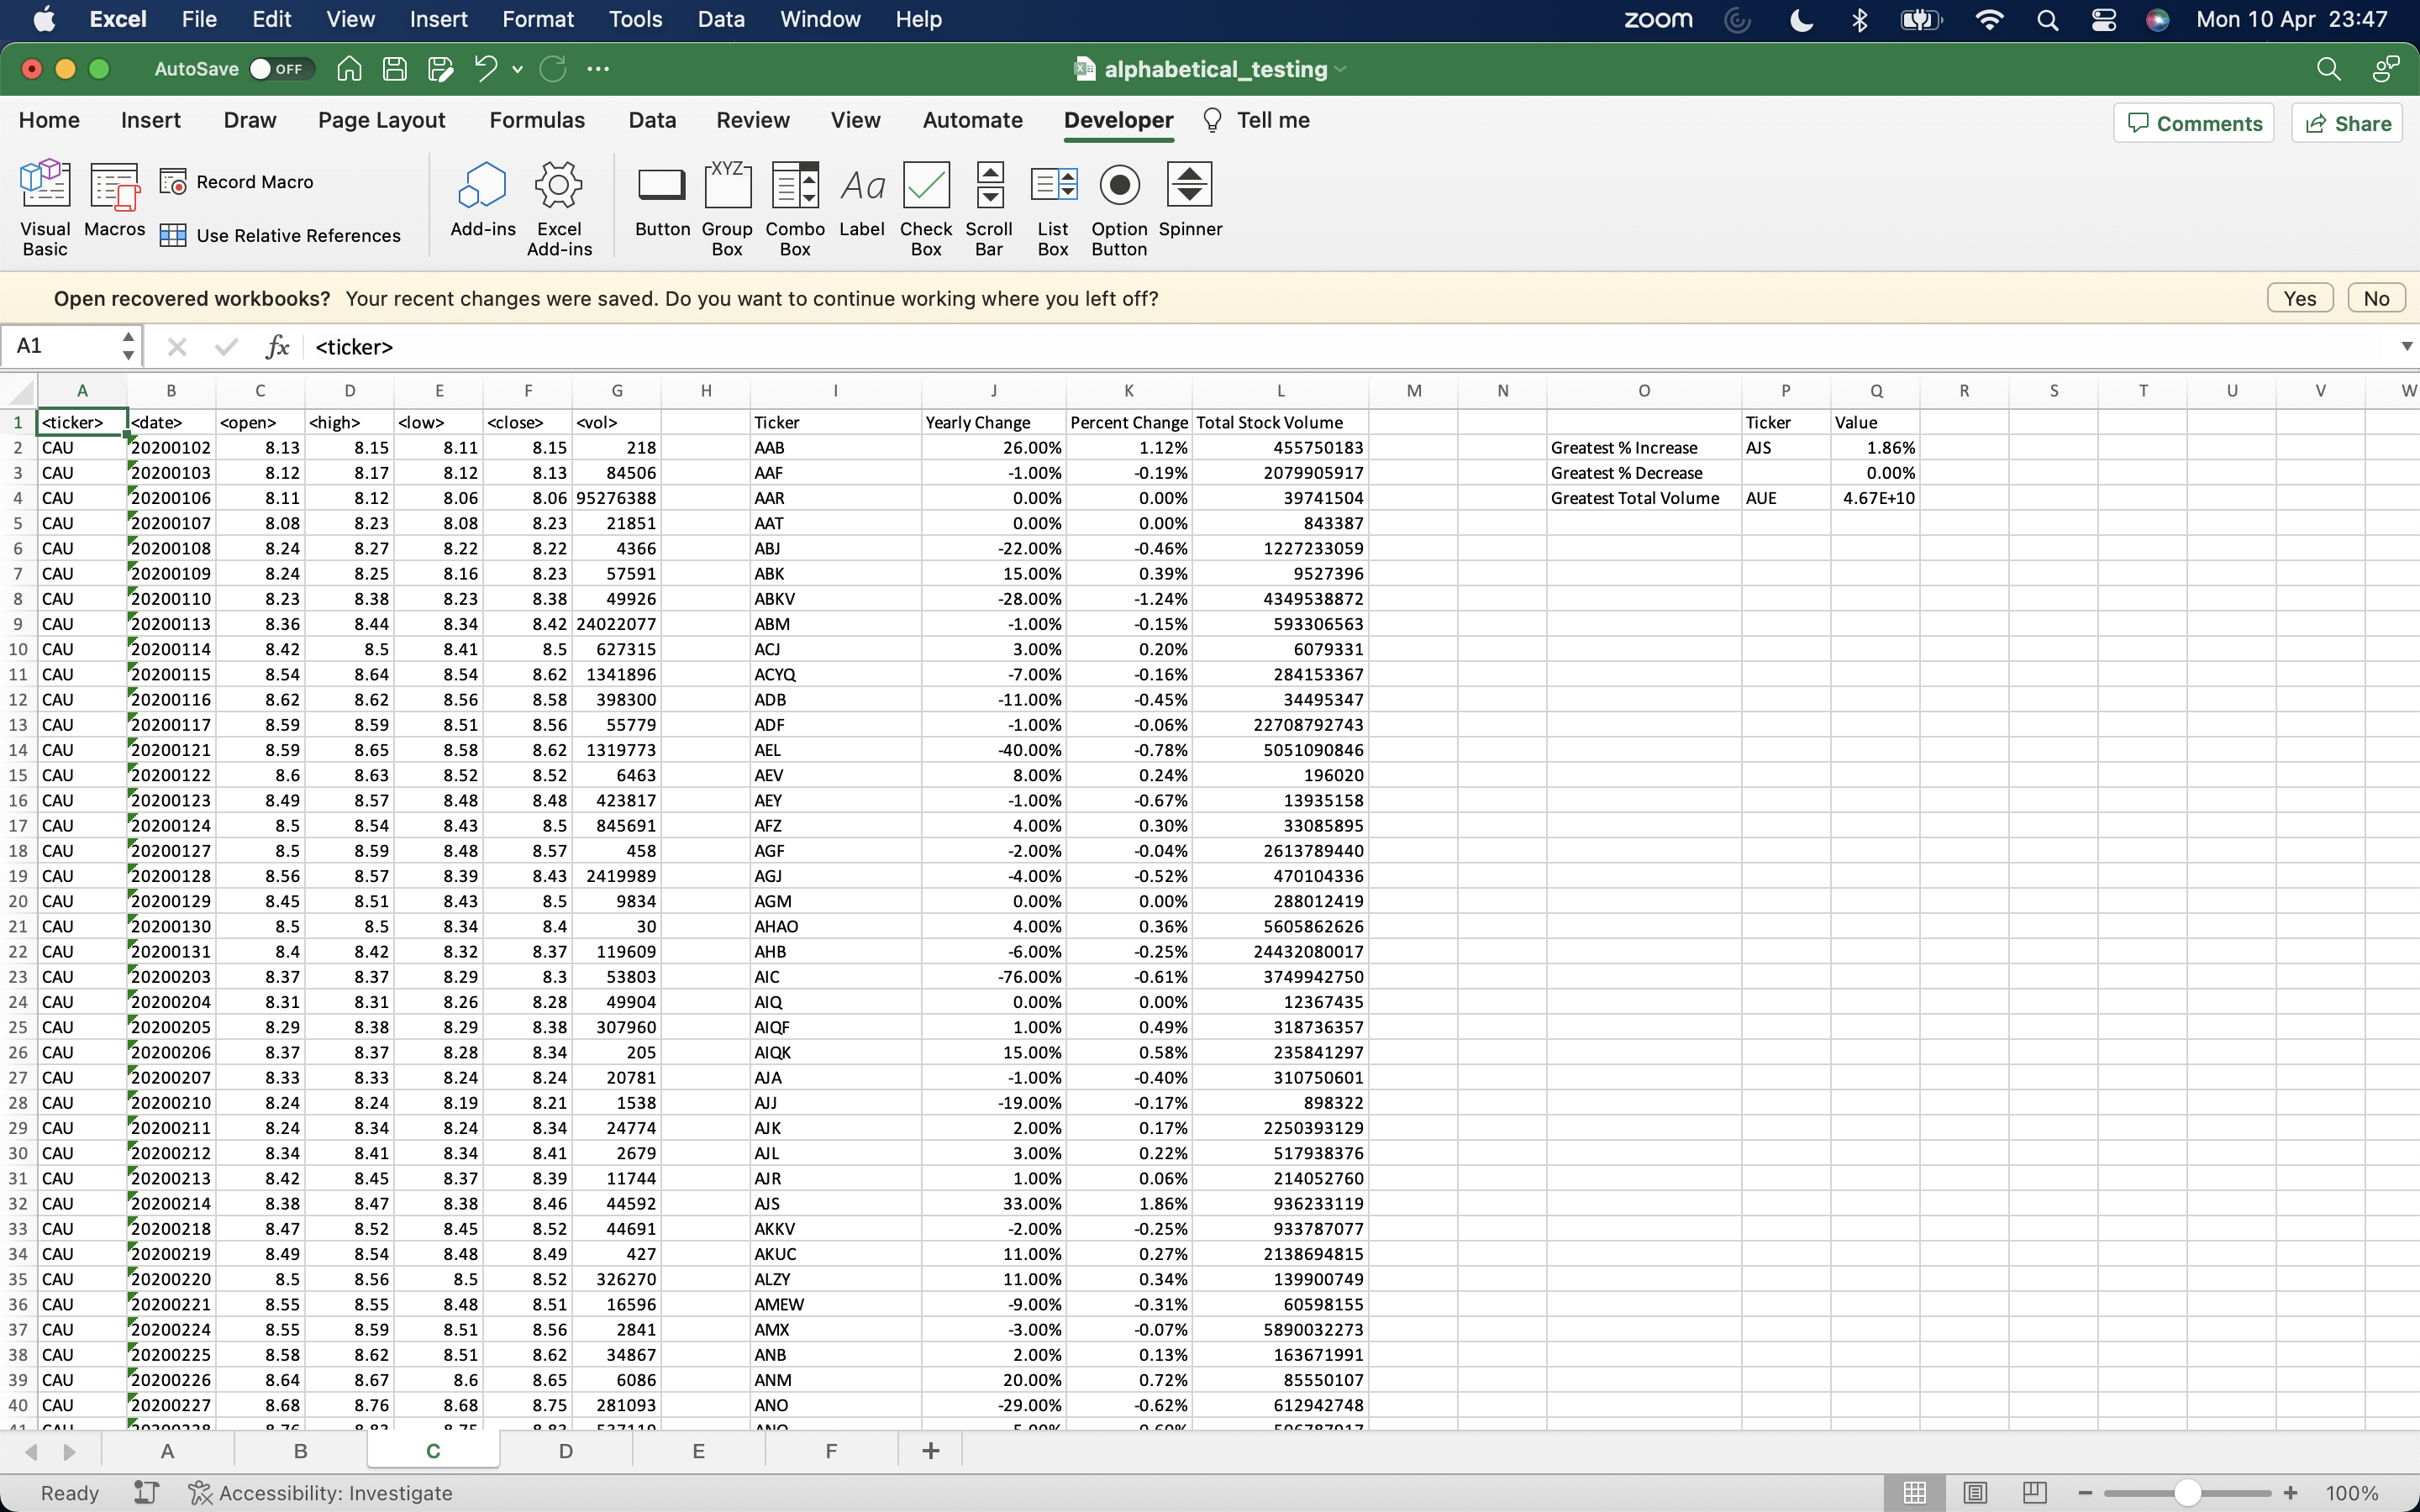 Excel File Edit View Insert Format Tools Data Window Help zoom Mon 10 Apr 23:47
AutoSave OFF alphabetical_testing
Home Insert Draw Page Layout Formulas Data Review View Automate Developer Tell me Comments Share
Visual Basic Macros Record Macro Use Relative References Add-ins Excel Add-ins Button Group Box Combo Box Label Check Box Scroll Bar List Box Option Button Spinner
XYZ Aa
Open recovered workbooks? Your recent changes were saved. Do you want to continue working where you left off? Yes No
A1 fx <ticker>
A B C D E F G H I J K L M N O P Q R S T U V W
1 <ticker> <date> <open> <high> <low> <close> <vol> Ticker Yearly Change Percent Change Total Stock Volume Ticker Value
2 CAU 20200102 8.13 8.15 8.11 8.15 218 AAB 26.00% 1.12% 455750183 Greatest % Increase AJS 1.86%
3 CAU 20200103 8.12 8.17 8.12 8.13 84506 AAF -1.00% -0.19% 2079905917 Greatest % Decrease 0.00%
4 CAU 20200106 8.11 8.12 8.06 8.06 95276388 AAR 0.00% 0.00% 39741504 Greatest Total Volume AUE 4.67E+10
5 CAU 20200107 8.08 8.23 8.08 8.23 21851 AAT 0.00% 0.00% 843387
6 CAU 20200108 8.24 8.27 8.22 8.22 4366 ABJ -22.00% -0.46% 1227233059
7 CAU 20200109 8.24 8.25 8.16 8.23 57591 ABK 15.00% 0.39% 9527396
8 CAU 20200110 8.23 8.38 8.23 8.38 49926 ABKV -28.00% -1.24% 4349538872
9 CAU 20200113 8.36 8.44 8.34 8.42 24022077 ABM -1.00% -0.15% 593306563
10 CAU 20200114 8.42 8.5 8.41 8.5 627315 ACJ 3.00% 0.20% 6079331
11 CAU 20200115 8.54 8.64 8.54 8.62 1341896 ACYQ -7.00% -0.16% 284153367
12 CAU 20200116 8.62 8.62 8.56 8.58 398300 ADB -11.00% -0.45% 34495347
13 CAU 20200117 8.59 8.59 8.51 8.56 55779 ADF -1.00% -0.06% 22708792743
14 CAU 20200121 8.59 8.65 8.58 8.62 1319773 AEL -40.00% -0.78% 5051090846
15 CAU 20200122 8.6 8.63 8.52 8.52 6463 AEV 8.00% 0.24% 196020
16 CAU 20200123 8.49 8.57 8.48 8.48 423817 AEY -1.00% -0.67% 13935158
17 CAU 20200124 8.5 8.54 8.43 8.5 845691 AFZ 4.00% 0.30% 33085895
18 CAU 20200127 8.5 8.59 8.48 8.57 458 AGF -2.00% -0.04% 2613789440
19 CAU 20200128 8.56 8.57 8.39 8.43 2419989 AGJ -4.00% -0.52% 470104336
20 CAU 20200129 8.45 8.51 8.43 8.5 9834 AGM 0.00% 0.00% 288012419
21 CAU 20200130 8.5 8.5 8.34 8.4 30 AHAO 4.00% 0.36% 5605862626
22 CAU 20200131 8.4 8.42 8.32 8.37 119609 AHB -6.00% -0.25% 24432080017
23 CAU 20200203 8.37 8.37 8.29 8.3 53803 AIC -76.00% -0.61% 3749942750
24 CAU 20200204 8.31 8.31 8.26 8.28 49904 AIQ 0.00% 0.00% 12367435
25 CAU 20200205 8.29 8.38 8.29 8.38 307960 AIQF 1.00% 0.49% 318736357
26 CAU 20200206 8.37 8.37 8.28 8.34 205 AIQK 15.00% 0.58% 235841297
27 CAU 20200207 8.33 8.33 8.24 8.24 20781 AJA -1.00% -0.40% 310750601
28 CAU 20200210 8.24 8.24 8.19 8.21 1538 AJJ -19.00% -0.17% 898322
29 CAU 20200211 8.24 8.34 8.24 8.34 24774 AJK 2.00% 0.17% 2250393129
30 CAU 20200212 8.34 8.41 8.34 8.41 2679 AJL 3.00% 0.22% 517938376
31 CAU 20200213 8.42 8.45 8.37 8.39 11744 AJR 1.00% 0.06% 214052760
32 CAU 20200214 8.38 8.47 8.38 8.46 44592 AJS 33.00% 1.86% 936233119
33 CAU 20200218 8.47 8.52 8.45 8.52 44691 AKKV -2.00% -0.25% 933787077
34 CAU 20200219 8.49 8.54 8.48 8.49 427 AKUC 11.00% 0.27% 2138694815
35 CAU 20200220 8.5 8.56 8.5 8.52 326270 ALZY 11.00% 0.34% 139900749
36 CAU 20200221 8.55 8.55 8.48 8.51 16596 AMEW -9.00% -0.31% 60598155
37 CAU 20200224 8.55 8.59 8.51 8.56 2841 AMX -3.00% -0.07% 5890032273
38 CAU 20200225 8.58 8.62 8.51 8.62 34867 ANB 2.00% 0.13% 163671991
39 CAU 20200226 8.64 8.67 8.6 8.65 6086 ANM 20.00% 0.72% 85550107
40 CAU 20200227 8.68 8.76 8.68 8.75 281093 ANO -29.00% -0.62% 612942748
A B C D E F +
Ready Accessibility: Investigate 100%